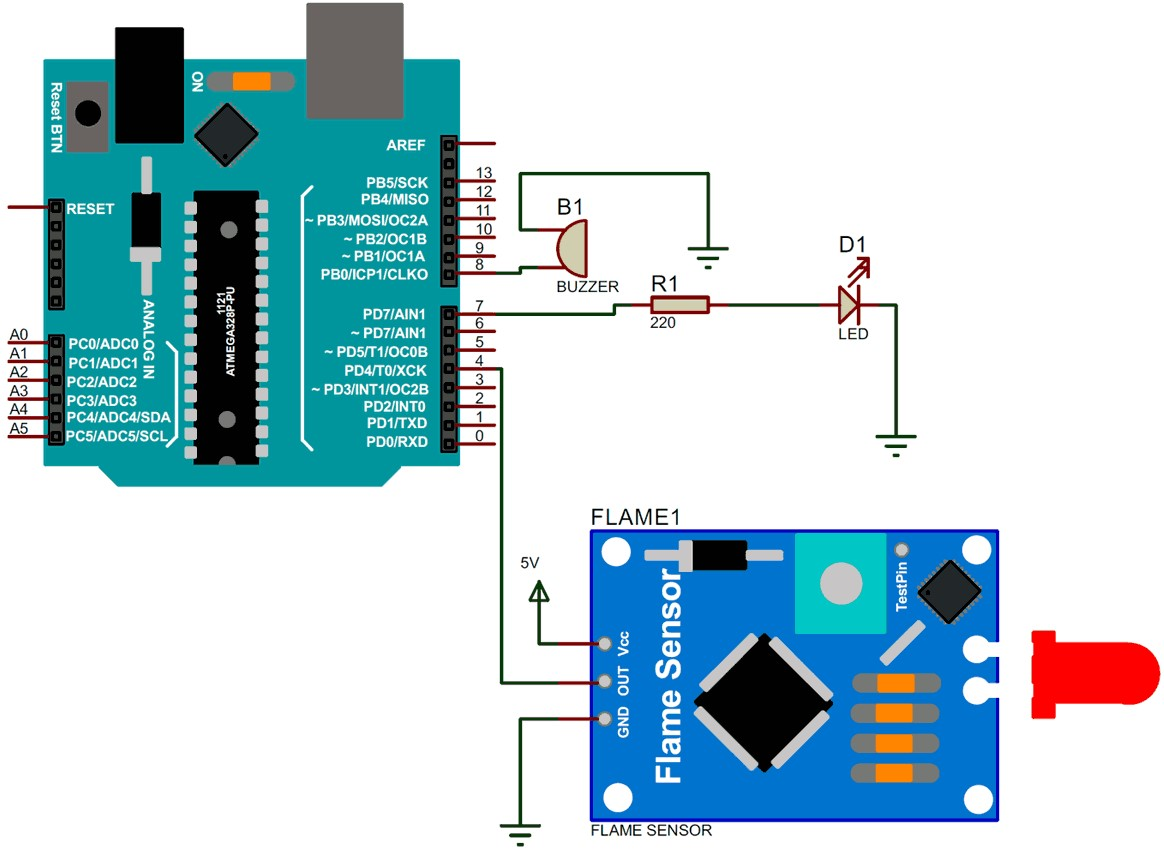 Reset BTN
ON
AREF
13
PB5/SCK
12
PB4/MISO
11
~ PB3/MOSI/OC2A
10
~ PB2/OC1B
9
~ PB1/OC1A
8
PB0/ICP1/CLKO
RESET
ANALOG IN
1121
ATMEGA328P-PU
7
PD7/AIN1
6
~ PD7/AIN1
5
~ PD5/T1/OC0B
4
PD4/T0/XCK
3
~ PD3/INT1/OC2B
2
PD2/INT0
1
PD1/TXD
0
PD0/RXD
A0
PC0/ADC0
A1
PC1/ADC1
A2
PC2/ADC2
A3
PC3/ADC3
A4
PC4/ADC4/SDA
A5
PC5/ADC5/SCL
B1
BUZZER
R1
220
D1
LED
FLAME1
5V
Vcc
OUT
GND
Flame Sensor
TestPin
FLAME SENSOR